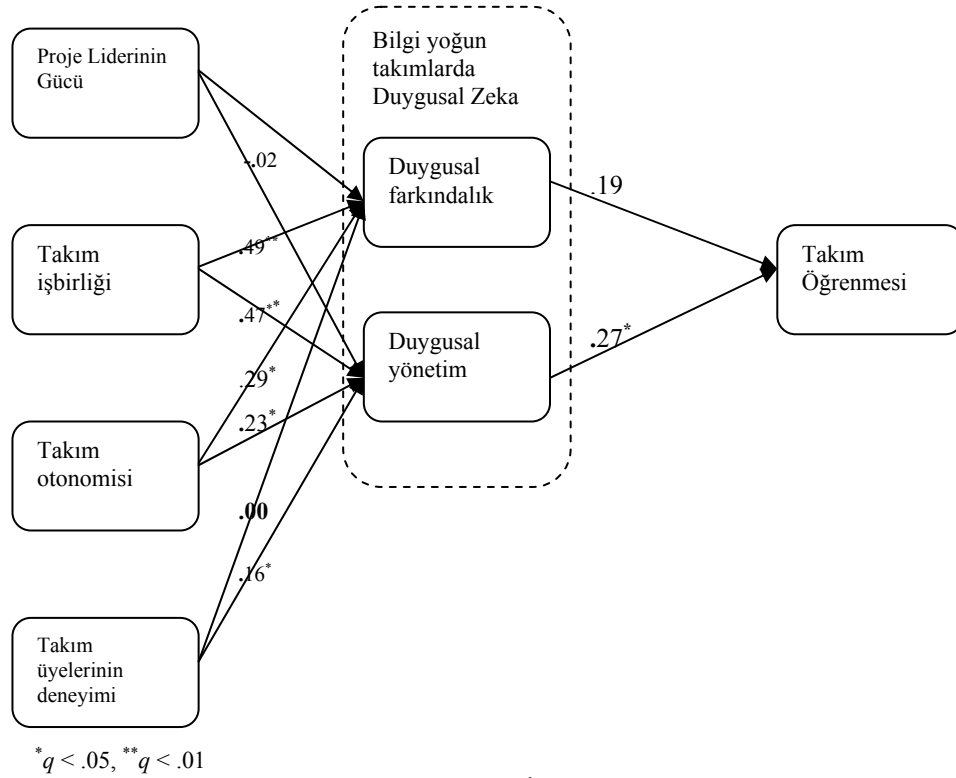 Proje Liderinin
Gücü
Bilgi yoğun
takımlarda
Duygusal Zeka
-.02
Duygusal
farkındalık
.19
Takım
işbirliği
.49**
.47**
Takım
Öğrenmesi
Duygusal
yönetim
.27*
.29*
.23*
Takım
otonomisi
.00
.16*
Takım
üyelerinin
deneyimi
*q < .05, **q < .01